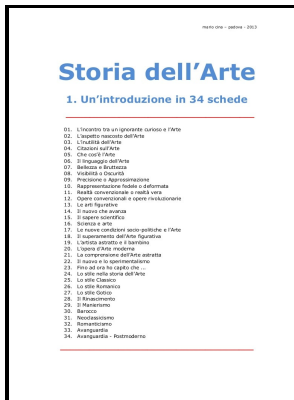 mario cina - padova - 2013
Storia dell'Arte
1. Un'introduzione in 34 schede
01. L'incontro tra un ignorante curioso e l'Arte
02. L'aspetto nascosto dell'Arte
03. L'inutilità dell'Arte
04. Citazioni sull'Arte
05. Che cos'è l'Arte
06. Il linguaggio dell'Arte
07. Bellezza e Bruttezza
08. Visibilità o Oscurità
09. Precisione o Approssimazione
10. Rappresentazione fedele o deformata
11. Realtà convenzionale o realtà vera
12. Opere convenzionali e opere rivoluzionarie
13. Le arti figurative
14. Il nuovo che avanza
15. Il sapere scientifico
16. Scienza e arte
17. Le nuove condizioni socio-politiche e l'Arte
18. Il superamento dell'Arte figurativa
19. L'artista astratto e il bambino
20. L'opera d'Arte moderna
21. La comprensione dell'Arte astratta
22. Il nuovo e lo sperimentalismo
23. Fino ad ora ho capito che ...
24. Lo stile nella storia dell'Arte
25. Lo stile Classico
26. Lo stile Romanico
27. Lo stile Gotico
28. Il Rinascimento
29. Il Manierismo
30. Barocco
31. Neoclassicismo
32. Romanticismo
33. Avanguardia
34. Avanguardia - Postmoderno